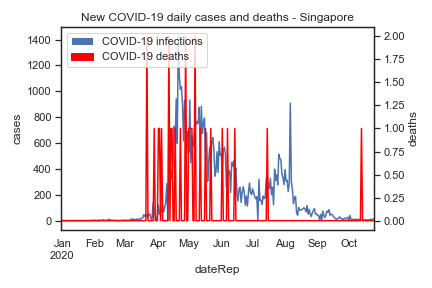 New COVID-19 daily cases and deaths - Singapore
COVID-19 infections
COVID-19 deaths
1400
1200
1000
800
600
400
200
0
cases
2.00
1.75
1.50
1.25
1.00
0.75
0.50
0.25
0.00
deaths
Jan Feb Mar Apr May Jun Jul Aug Sep Oct
2020
dateRep